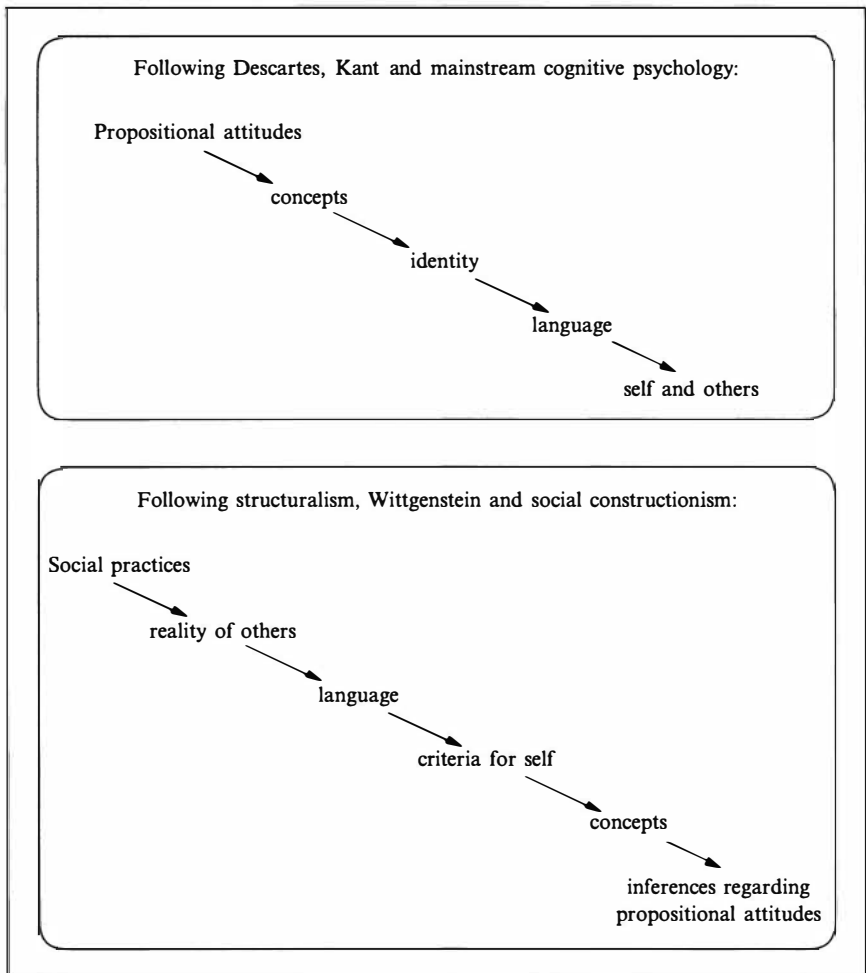 Following Descartes, Kant and mainstream cognitive psychology:
Propositional attitudes
concepts
identity
language
self and others
Following structuralism, Wittgenstein and social constructionism:
Social practices
reality of others
language
criteria for self
concepts
inferences regarding
propositional attitudes